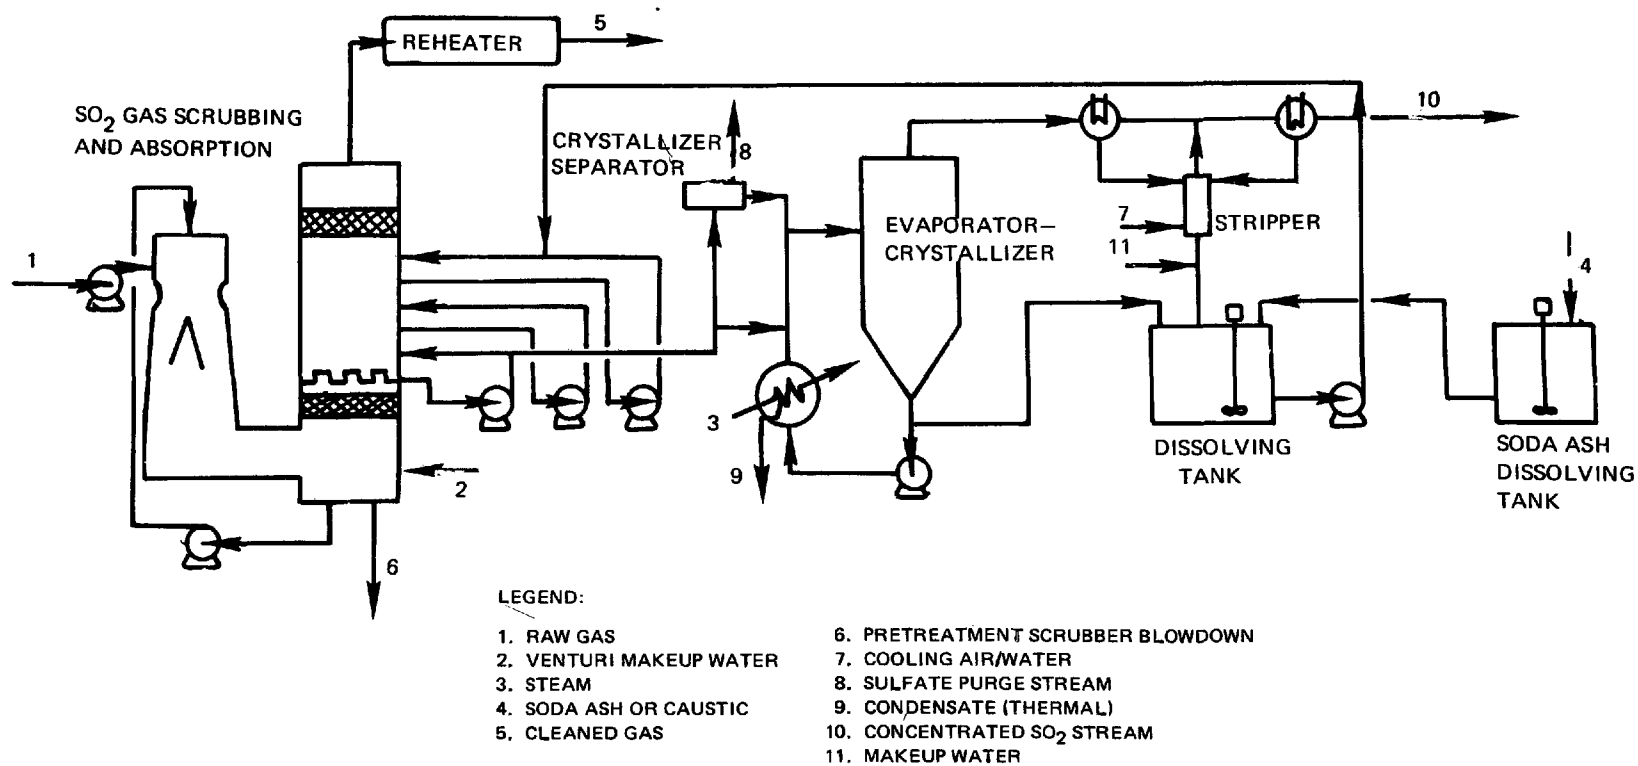 REHEATER
5
SO2 GAS SCRUBBING
AND ABSORPTION
CRYSTALLIZER
SEPARATOR
8
10
1
EVAPORATOR—
CRYSTALLIZER
7
STRIPPER
11
4
3
9
2
DISSOLVING
TANK
SODA ASH
DISSOLVING
TANK
6
LEGEND:
1. RAW GAS
2. VENTURI MAKEUP WATER
3. STEAM
4. SODA ASH OR CAUSTIC
5. CLEANED GAS
6. PRETREATMENT SCRUBBER BLOWDOWN
7. COOLING AIR/WATER
8. SULFATE PURGE STREAM
9. CONDENSATE (THERMAL)
10. CONCENTRATED SO2 STREAM
11. MAKEUP WATER